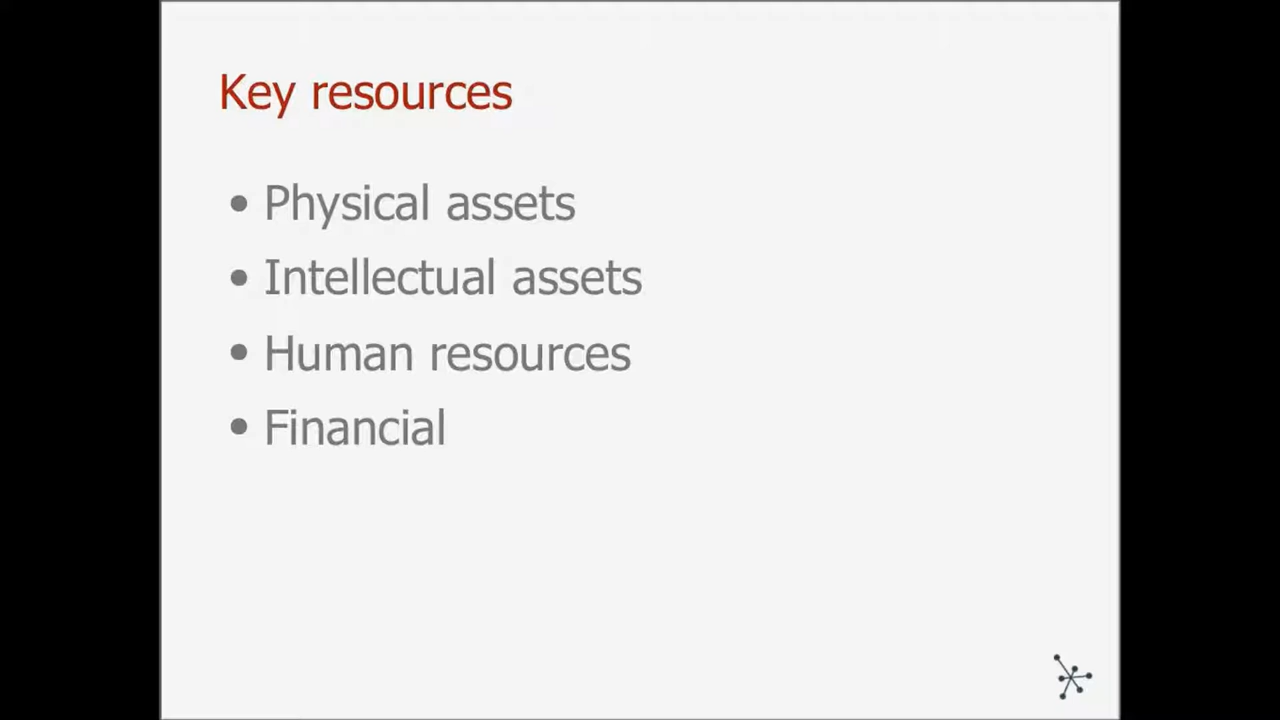 Key resources
• Physical assets
• Intellectual assets
• Human resources
• Financial